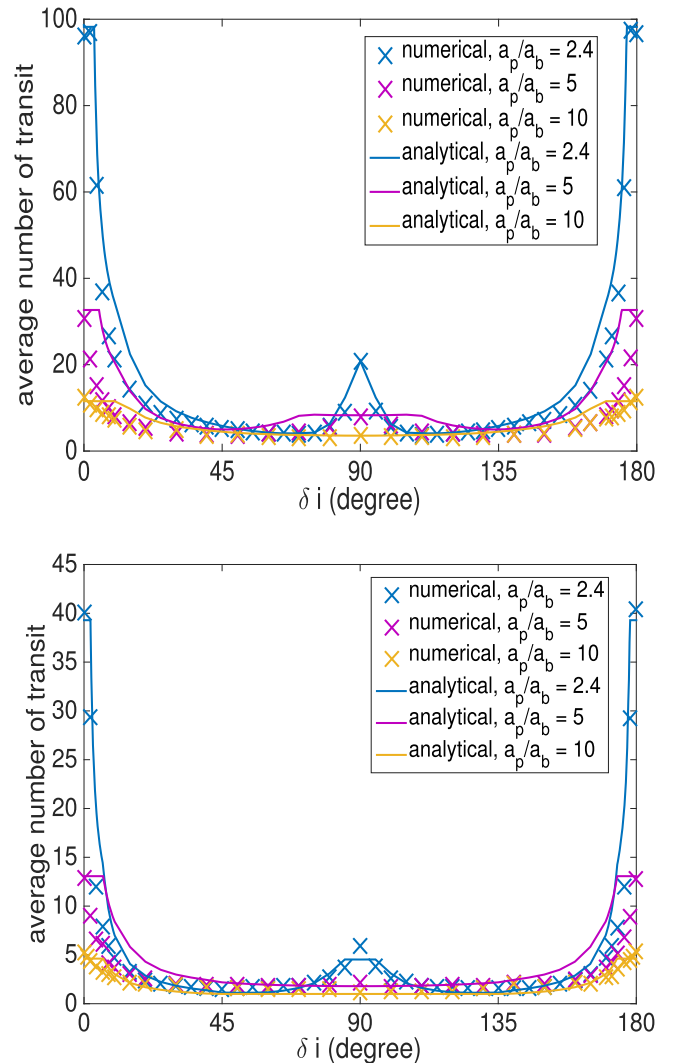 100
80
60
40
20
0
average number of transit
numerical, a_p/a_b = 2.4
numerical, a_p/a_b = 5
numerical, a_p/a_b = 10
analytical, a_p/a_b = 2.4
analytical, a_p/a_b = 5
analytical, a_p/a_b = 10
0 45 90 135 180
δ i (degree)
45
40
35
30
25
20
15
10
5
0
average number of transit
numerical, a_p/a_b = 2.4
numerical, a_p/a_b = 5
numerical, a_p/a_b = 10
analytical, a_p/a_b = 2.4
analytical, a_p/a_b = 5
analytical, a_p/a_b = 10
0 45 90 135 180
δ i (degree)